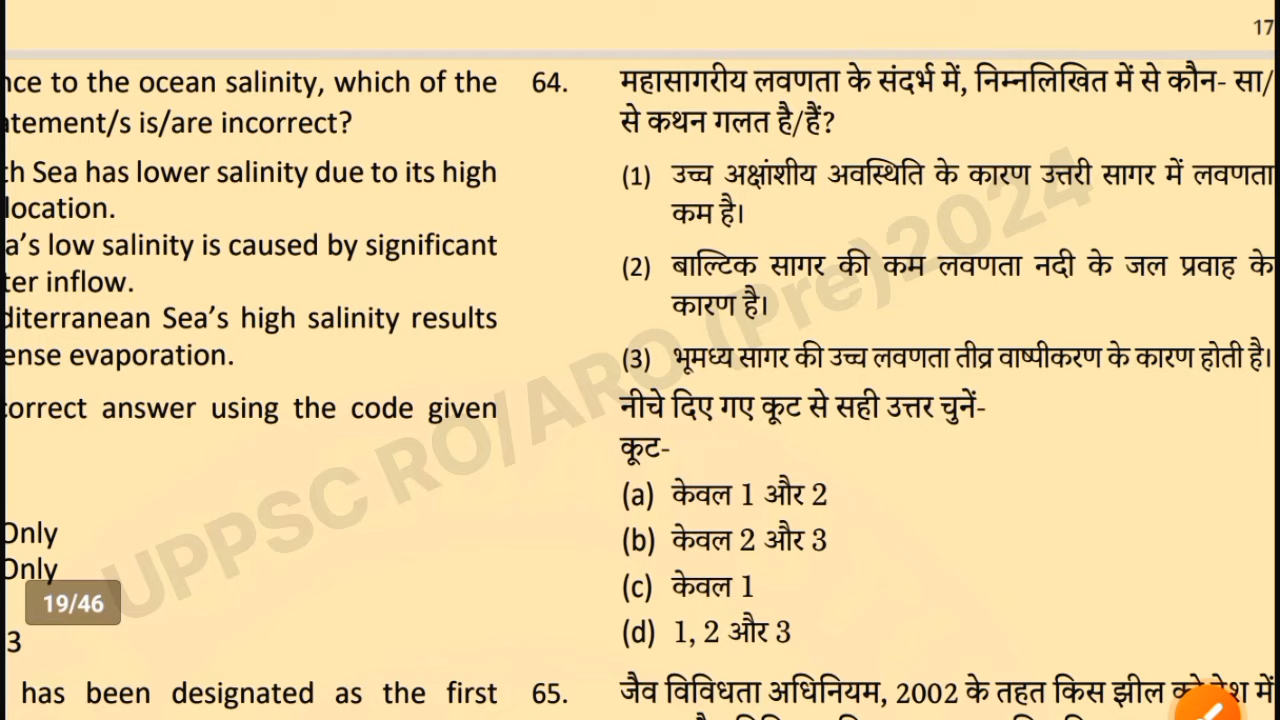 17
nce to the ocean salinity, which of the
atement/s is/are incorrect?
th Sea has lower salinity due to its high
location.
a's low salinity is caused by significant
ter inflow.
diterranean Sea's high salinity results
ense evaporation.
correct answer using the code given
Only
Only
19/46
3
has been designated as the first
64. महासागरीय लवणता के संदर्भ में, निम्नलिखित में से कौन- सा/
से कथन गलत है/हैं?
(1) उच्च अक्षांशीय अवस्थिति के कारण उत्तरी सागर में लवणता
कम है।
(2) बाल्टिक सागर की कम लवणता नदी के जल प्रवाह के
कारण है।
(3) भूमध्य सागर की उच्च लवणता तीव्र वाष्पीकरण के कारण होती है।
नीचे दिए गए कूट से सही उत्तर चुनें-
कूट-
(a) केवल 1 और 2
(b) केवल 2 और 3
(c) केवल 1
(d) 1, 2 और 3
65. जैव विविधता अधिनियम, 2002 के तहत किस झील को देश में
UPPSC RO/ARO (Pre)2024